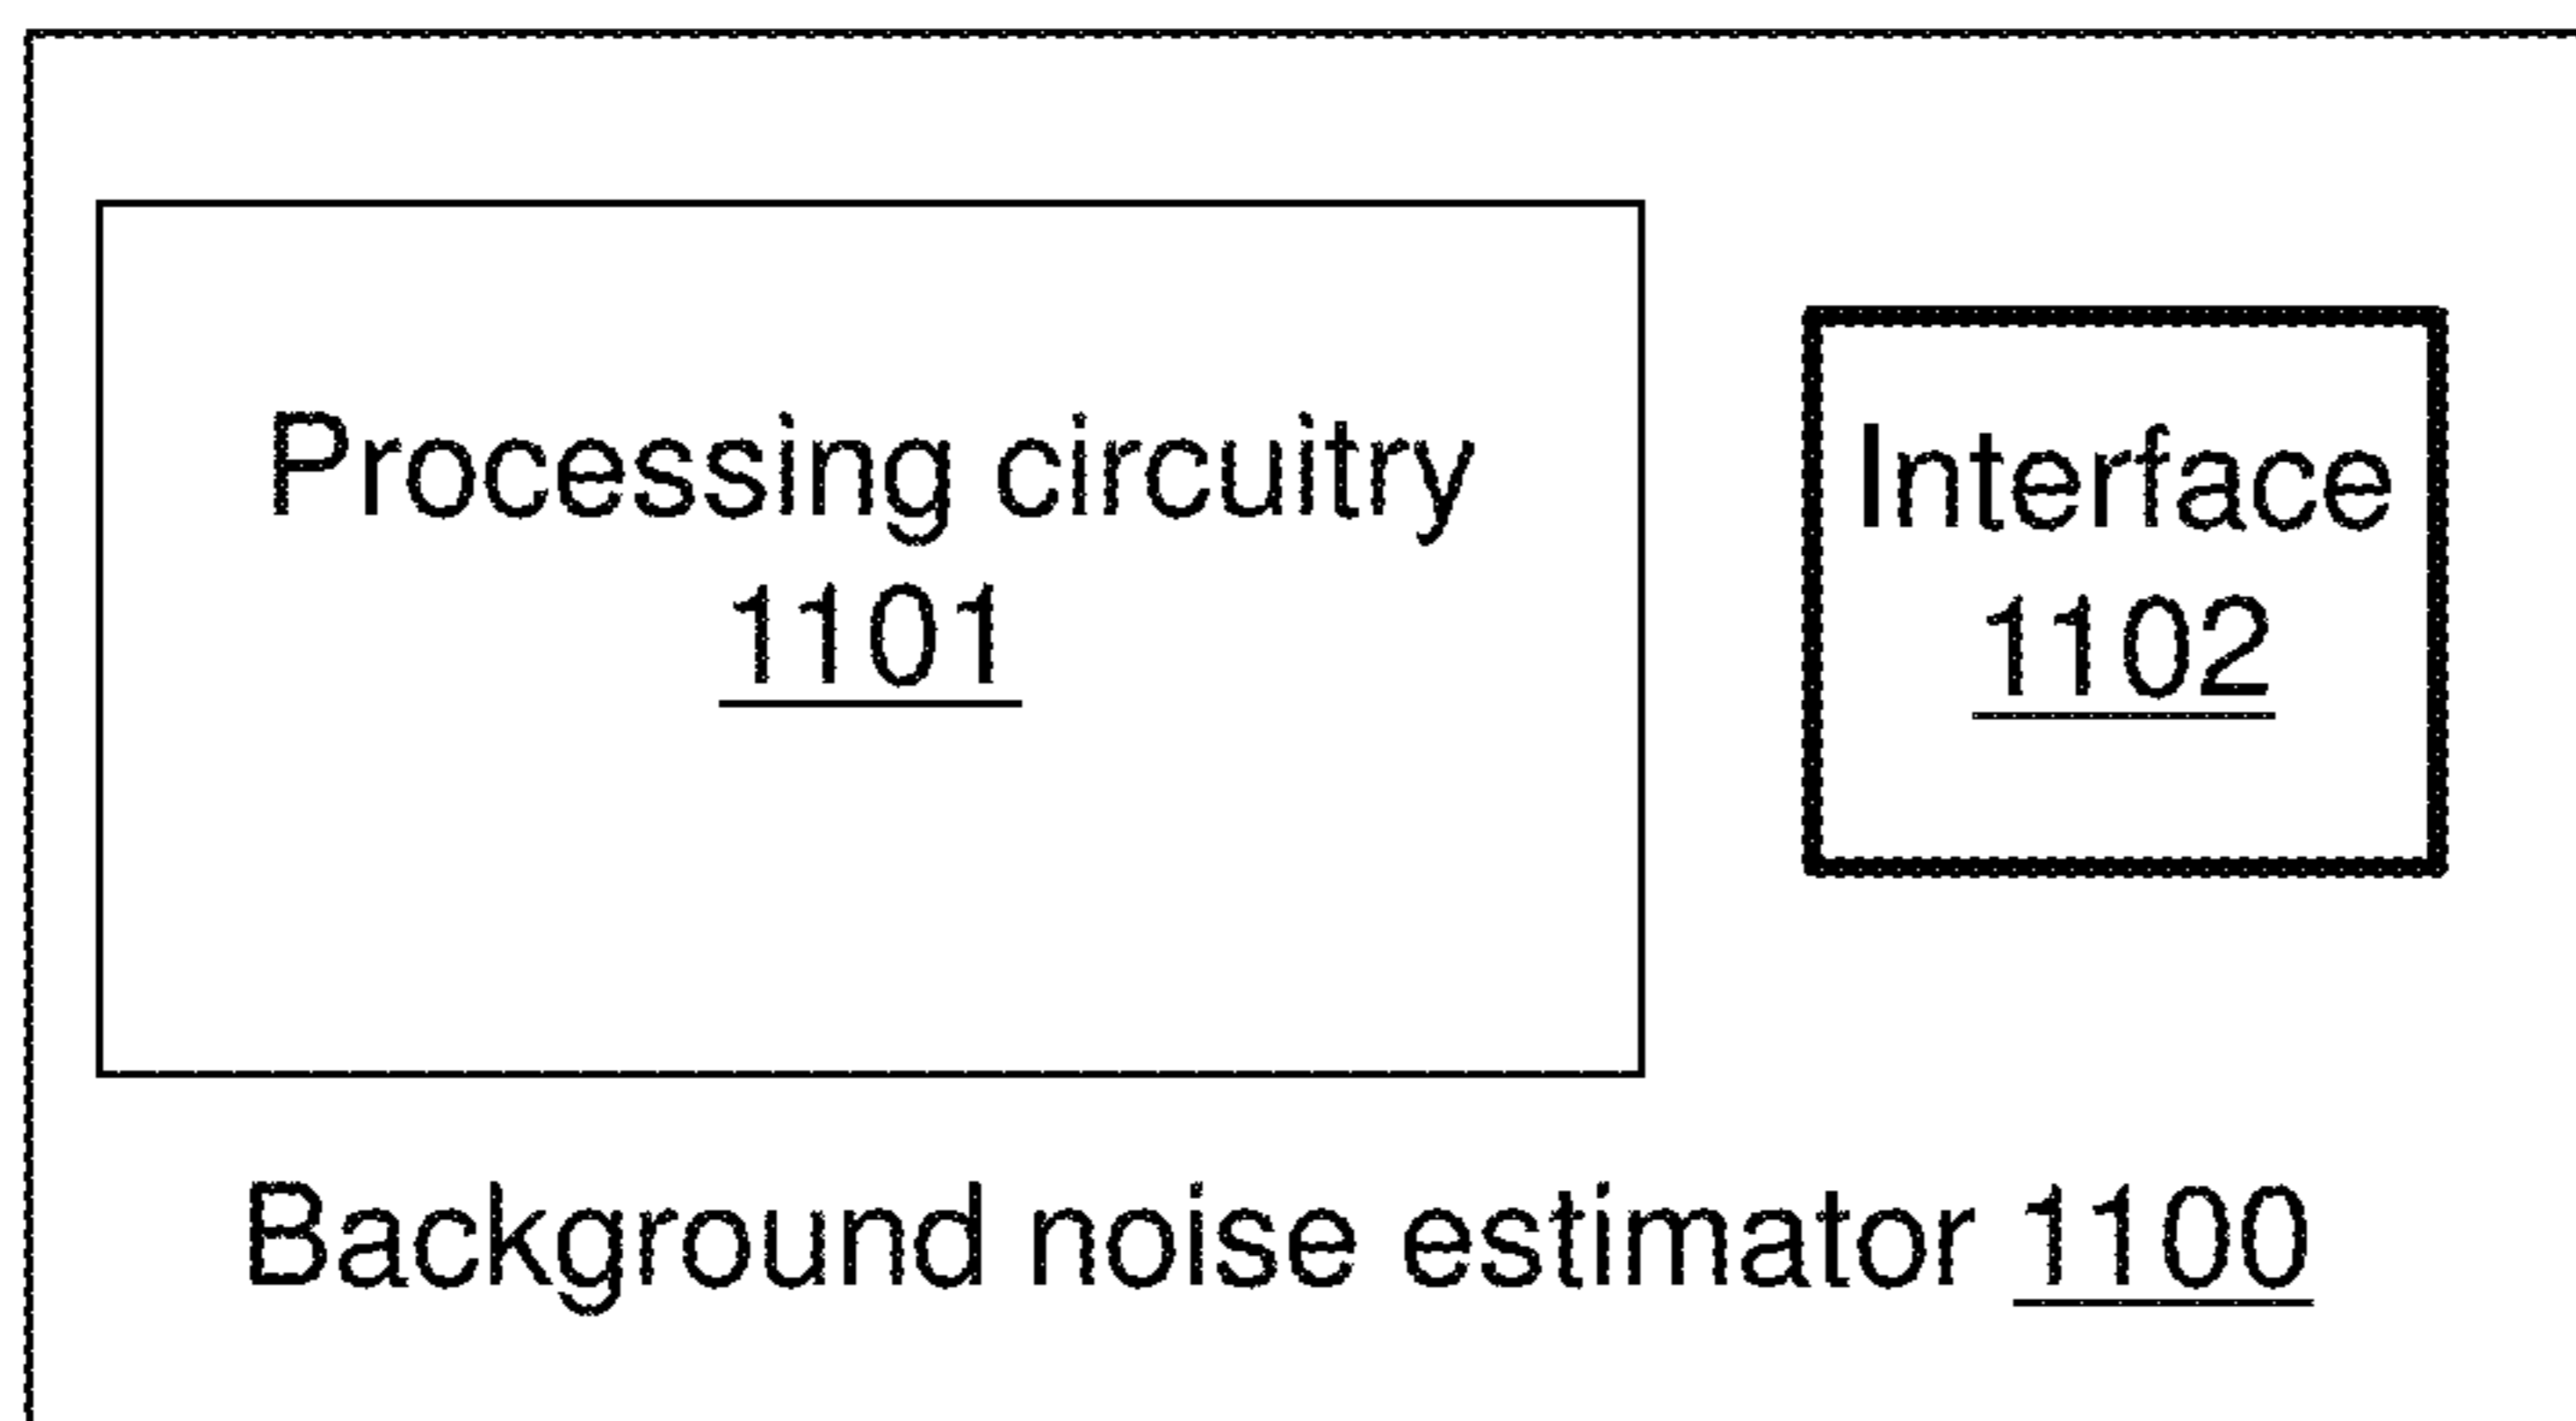 Processing circuitry
1101
Interface
1102
Background noise estimator 1100